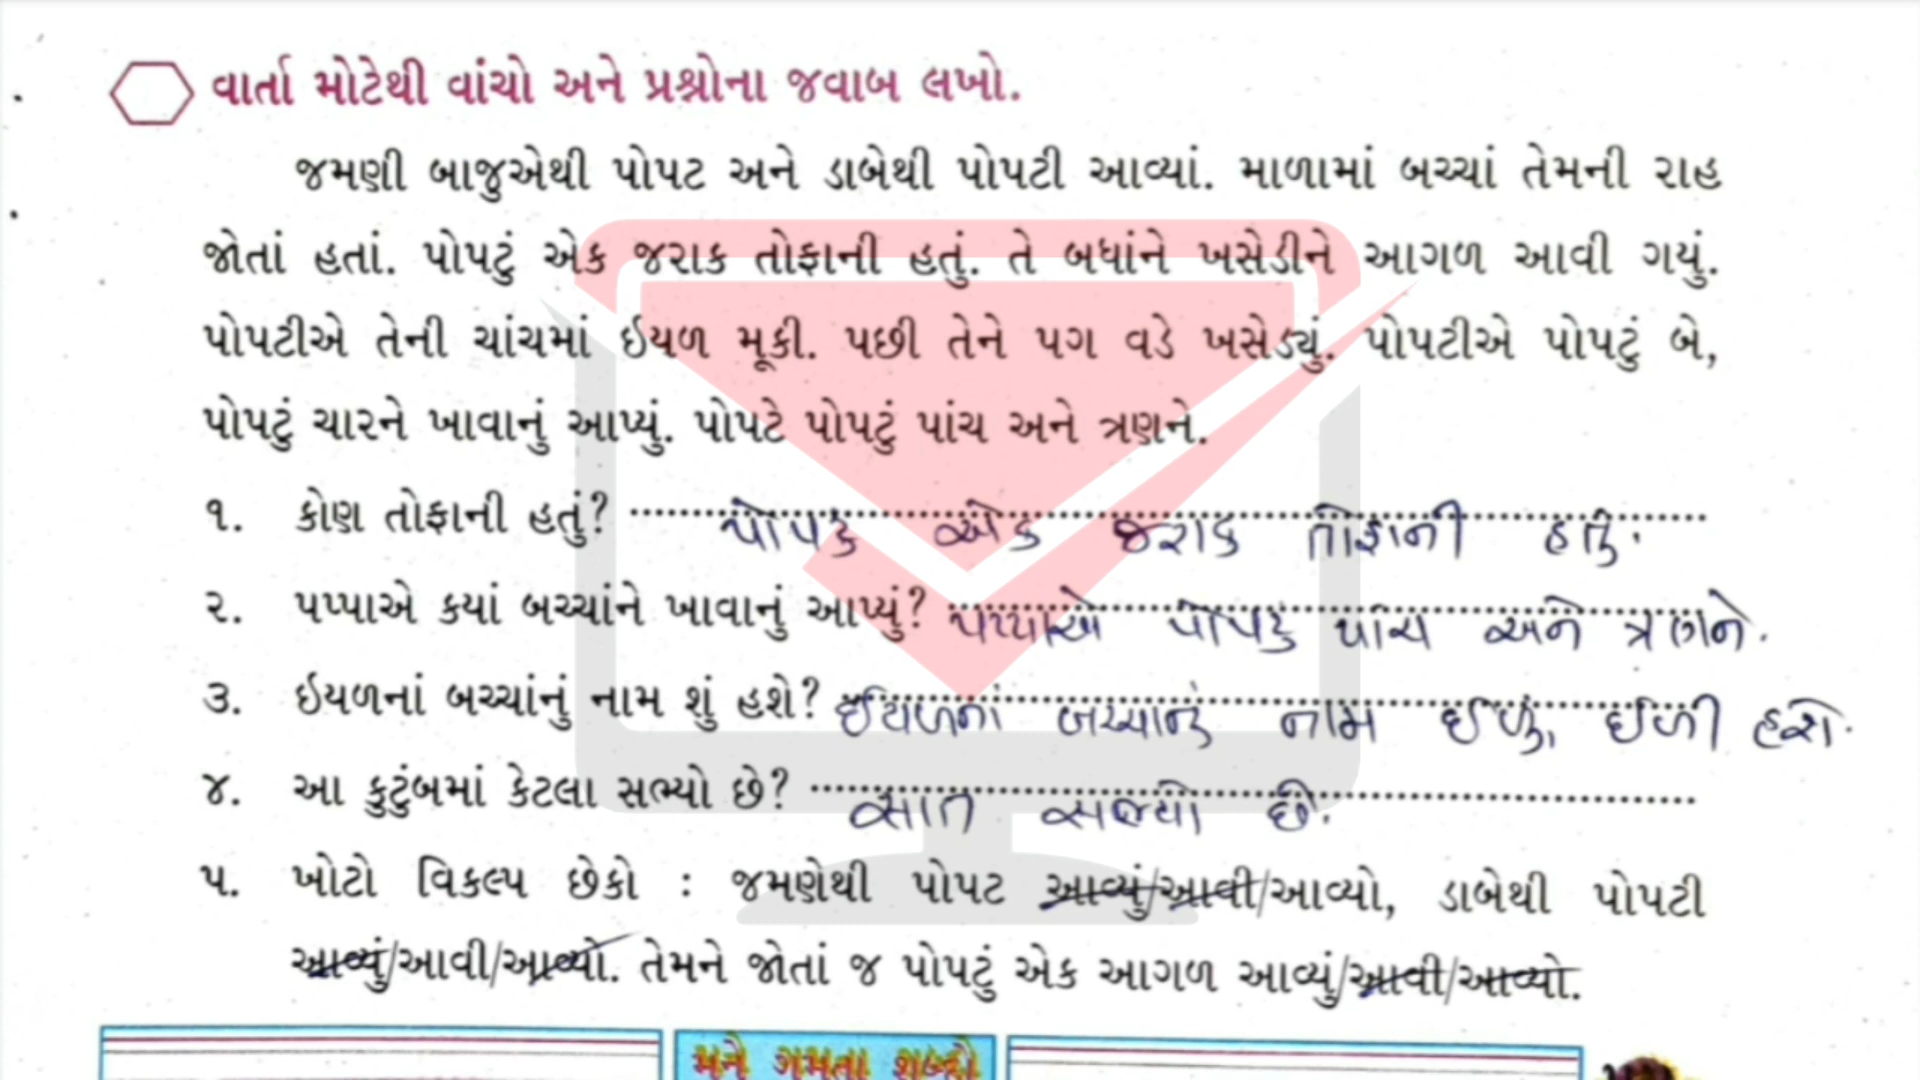 વાર્તા મોટેથી વાંચો અને પ્રશ્નોના જવાબ લખો.
જમણી બાજુએથી પોપટ અને ડાબેથી પોપટી આવ્યાં. માળામાં બચ્ચાં તેમની રાહ
જોતાં હતાં. પોપટું એક જરાક તોફાની હતું. તે બધાંને ખસેડીને આગળ આવી ગયું.
પોપટીએ તેની ચાંચમાં ઈયળ મૂકી. પછી તેને પગ વડે ખસેડ્યું. પોપટીએ પોપટું બે,
પોપટું ચારને ખાવાનું આપ્યું. પોપટે પોપટું પાંચ અને ત્રણને.
૧. કોણ તોફાની હતું? પોપટુ એક જરાક તોફાની હતુ.
૨. પપ્પાએ કયાં બચ્ચાંને ખાવાનું આપ્યું? પપ્પાએ પોપટુ પાંચ અને ત્રણને.
૩. ઇયળનાં બચ્ચાંનું નામ શું હશે? ઈયળનાં બચ્ચાનું નામ ઈળુ, ઈળી હશે.
૪. આ કુટુંબમાં કેટલા સભ્યો છે? સાત સભ્યો છે.
૫. ખોટો વિકલ્પ છેકો : જમણેથી પોપટ આવ્યું/આવી/આવ્યો, ડાબેથી પોપટી
આવ્યું/આવી/આવ્યો. તેમને જોતાં જ પોપટું એક આગળ આવ્યું/આવી/આવ્યો.
મને ગમતા શબ્દો